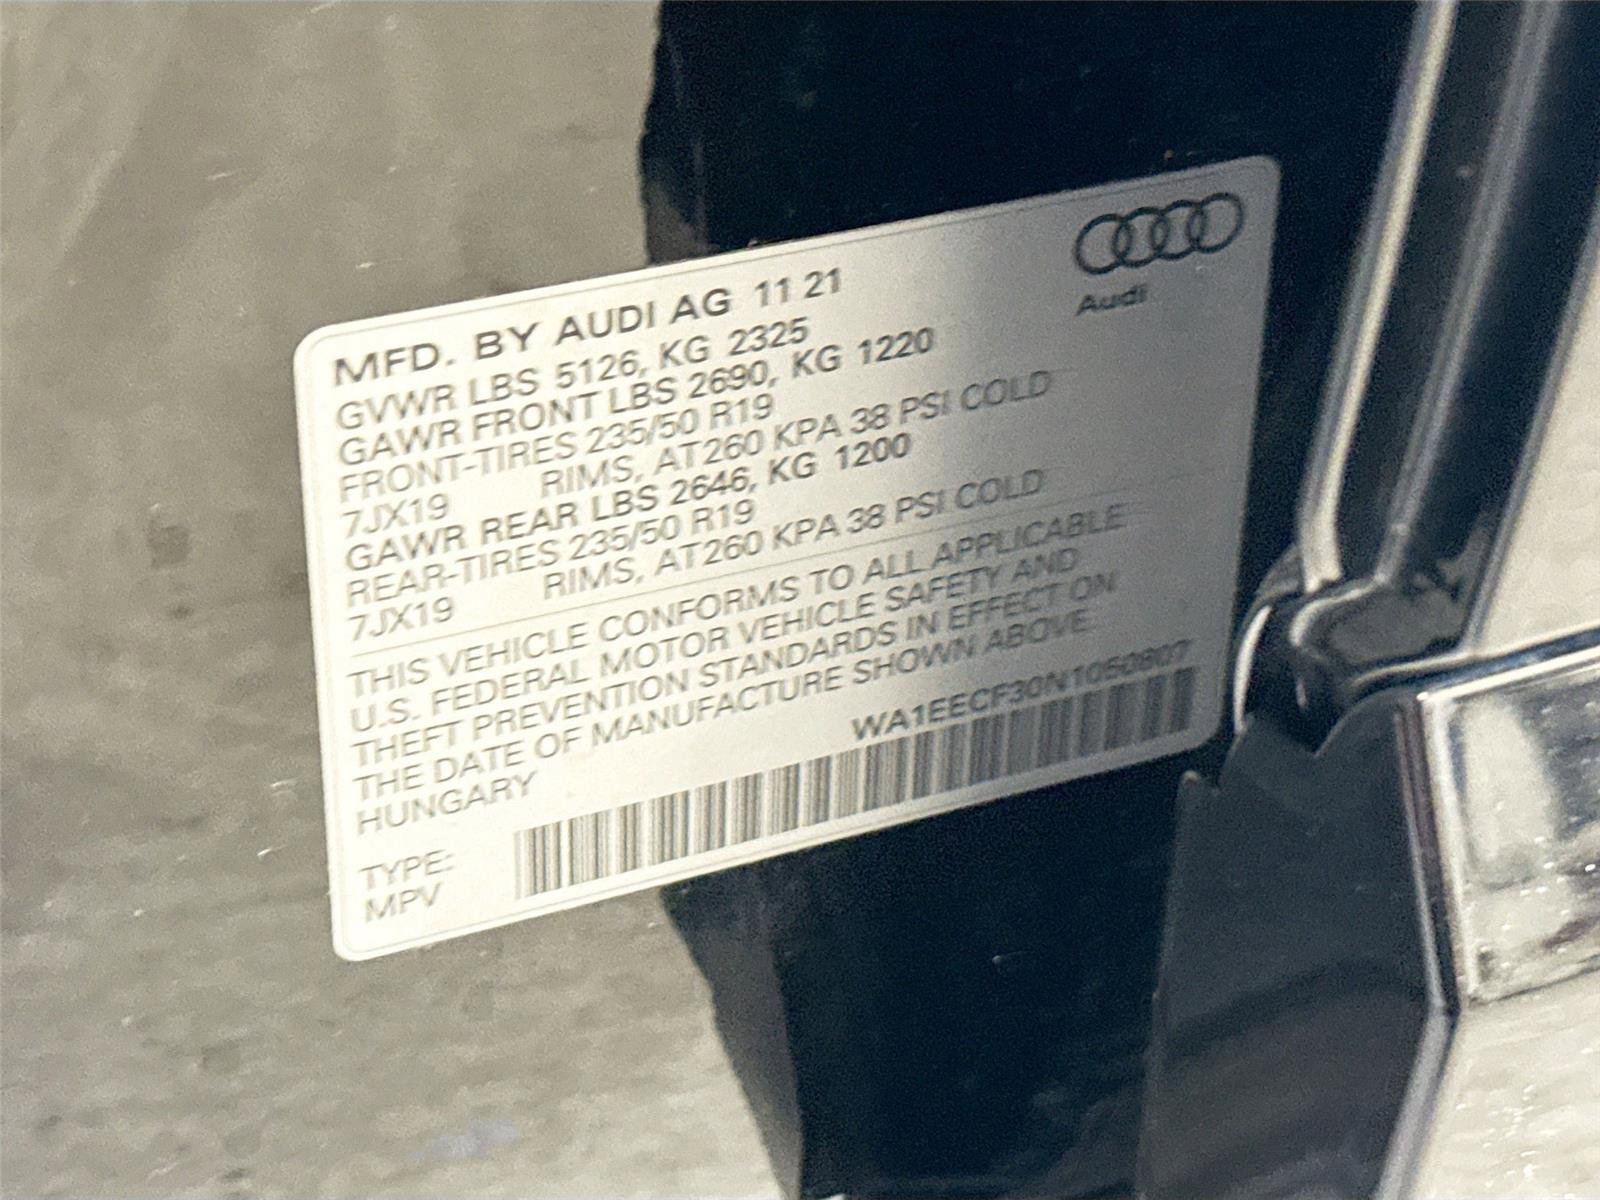 Audi
MFD. BY AUDI AG 11 21
GVWR LBS 5126, KG 2325
GAWR FRONT LBS 2690, KG 1220
FRONT-TIRES 235/50 R19
7JX19 RIMS, AT260 KPA 38 PSI COLD
GAWR REAR LBS 2646, KG 1200
REAR-TIRES 235/50 R19
7JX19 RIMS, AT260 KPA 38 PSI COLD
THIS VEHICLE CONFORMS TO ALL APPLICABLE
U.S. FEDERAL MOTOR VEHICLE SAFETY AND
THEFT PREVENTION STANDARDS IN EFFECT ON
THE DATE OF MANUFACTURE SHOWN ABOVE.
HUNGARY
WA1EECF30N1050807
TYPE:
MPV